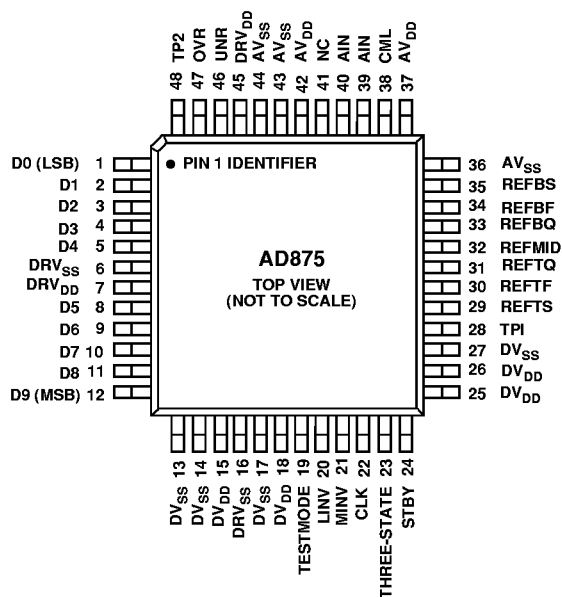 48 TP2
47 OVR
46 UNR
45 DRVDD
44 AVSS
43 AVSS
42 AVDD
41 NC
40 AIN
39 AIN
38 CML
37 AVDD
D0 (LSB) 1
D1 2
D2 3
D3 4
D4 5
DRVSS 6
DRVDD 7
D5 8
D6 9
D7 10
D8 11
D9 (MSB) 12
PIN 1 IDENTIFIER
AD875
TOP VIEW
(NOT TO SCALE)
36 AVSS
35 REFBS
34 REFBF
33 REFBQ
32 REFMID
31 REFTQ
30 REFTF
29 REFTS
28 TPI
27 DVSS
26 DVDD
25 DVDD
DVSS 13
DVSS 14
DVDD 15
DRVSS 16
DVSS 17
DVDD 18
TESTMODE 19
LINV 20
MINV 21
CLK 22
THREE-STATE 23
STBY 24